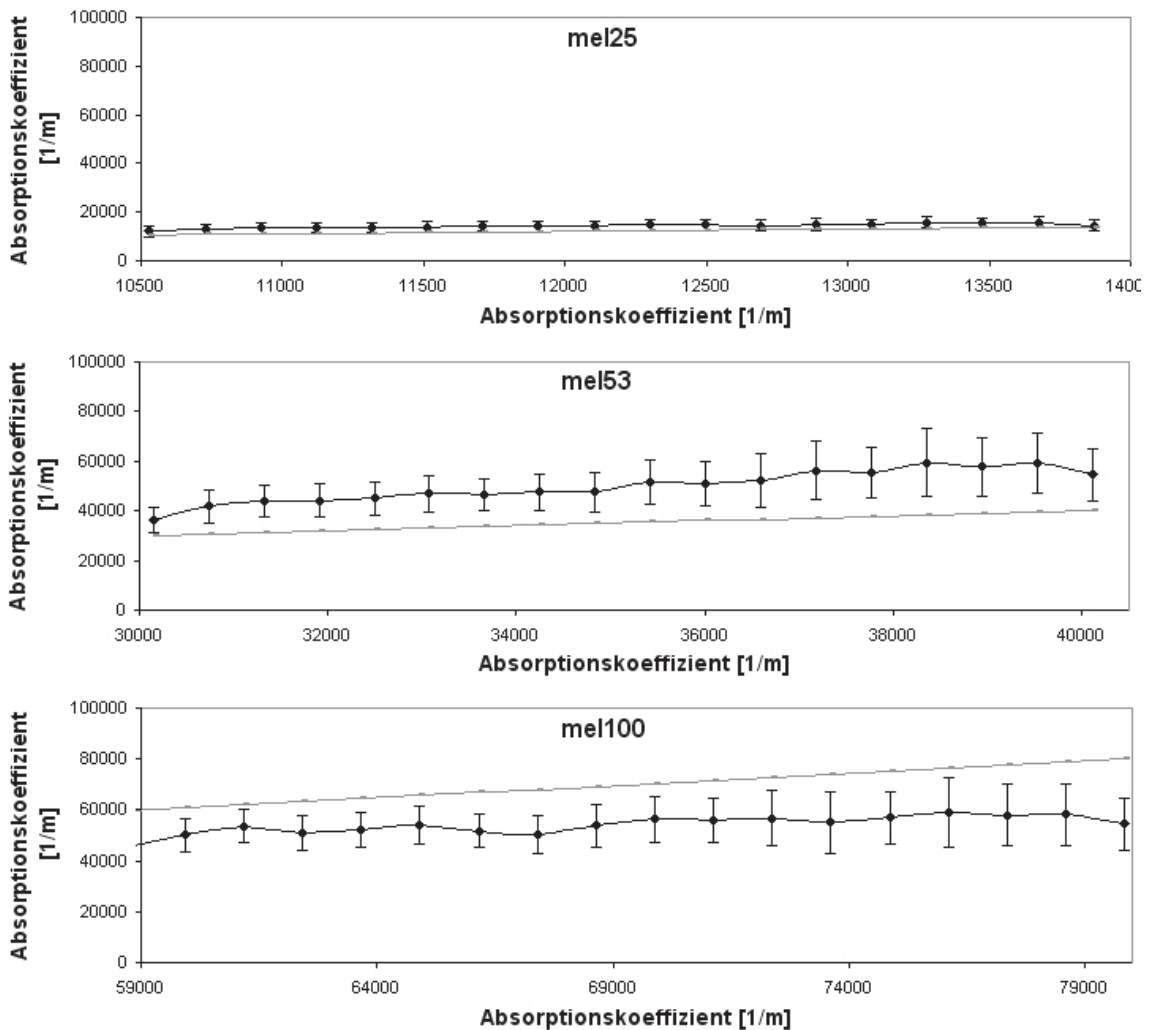 mel25
Absorptionskoeffizient
[1/m]
100000
80000
60000
40000
20000
0
10500 11000 11500 12000 12500 13000 13500 1400
Absorptionskoeffizient [1/m]
mel53
Absorptionskoeffizient
[1/m]
100000
80000
60000
40000
20000
0
30000 32000 34000 36000 38000 40000
Absorptionskoeffizient [1/m]
mel100
Absorptionskoeffizient
[1/m]
100000
80000
60000
40000
20000
0
59000 64000 69000 74000 79000
Absorptionskoeffizient [1/m]